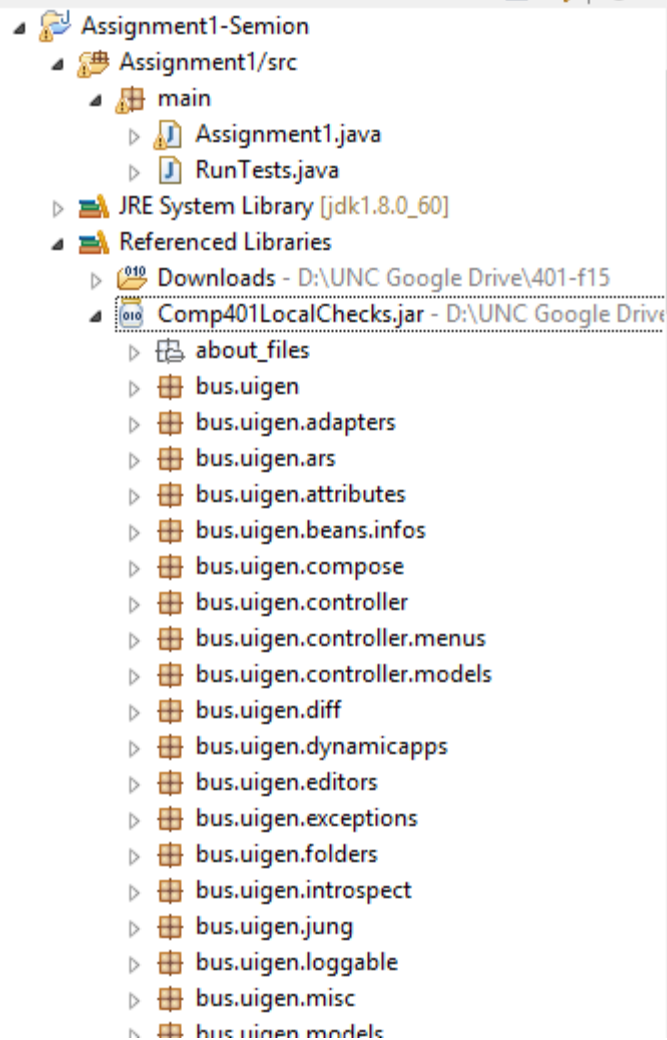 Assignment1-Semion
Assignment1/src
main
Assignment1.java
RunTests.java
JRE System Library [jdk1.8.0_60]
Referenced Libraries
Downloads - D:\UNC Google Drive\401-f15
Comp401LocalChecks.jar - D:\UNC Google Drive
about_files
bus.uigen
bus.uigen.adapters
bus.uigen.ars
bus.uigen.attributes
bus.uigen.beans.infos
bus.uigen.compose
bus.uigen.controller
bus.uigen.controller.menus
bus.uigen.controller.models
bus.uigen.diff
bus.uigen.dynamicapps
bus.uigen.editors
bus.uigen.exceptions
bus.uigen.folders
bus.uigen.introspect
bus.uigen.jung
bus.uigen.loggable
bus.uigen.misc
bus.uigen.models